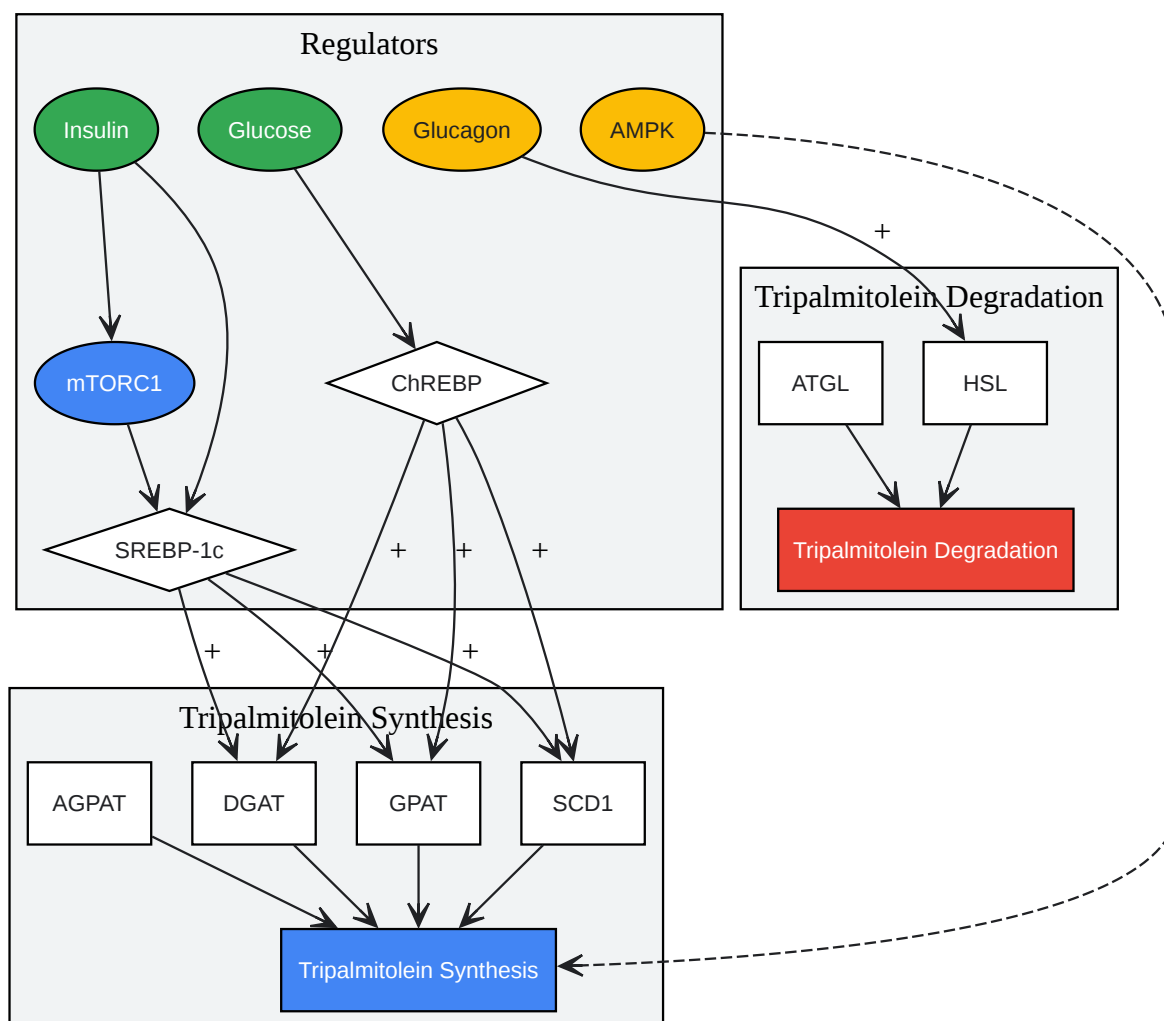 Regulators
Insulin
Glucose
Glucagon
AMPK
+
Tripalmitolein Degradation
mTORC1
ChREBP
ATGL
HSL
SREBP-1c
+
+
+
Tripalmitolein Degradation
+
+
+
Tripalmitolein Synthesis
AGPAT
DGAT
GPAT
SCD1
Tripalmitolein Synthesis